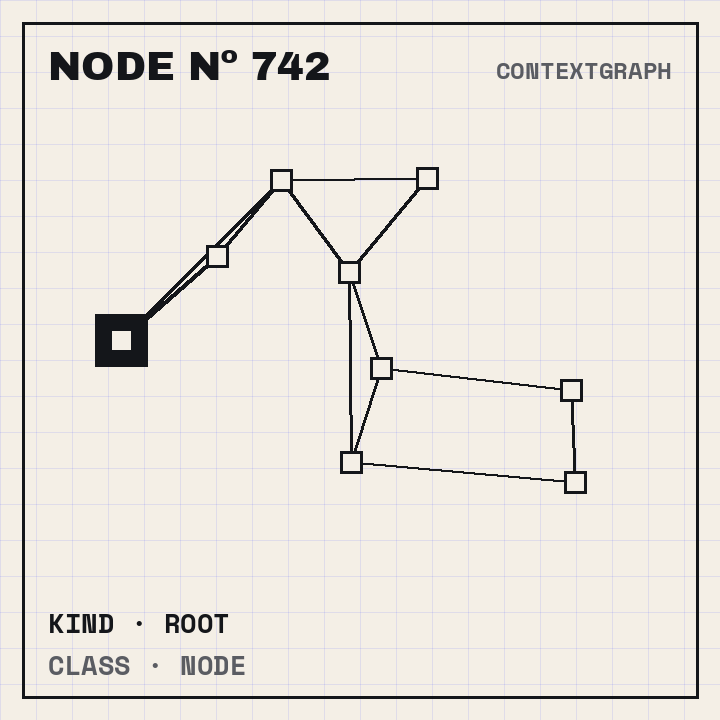 NODE Nº 742
CONTEXTGRAPH
KIND · ROOT
CLASS · NODE